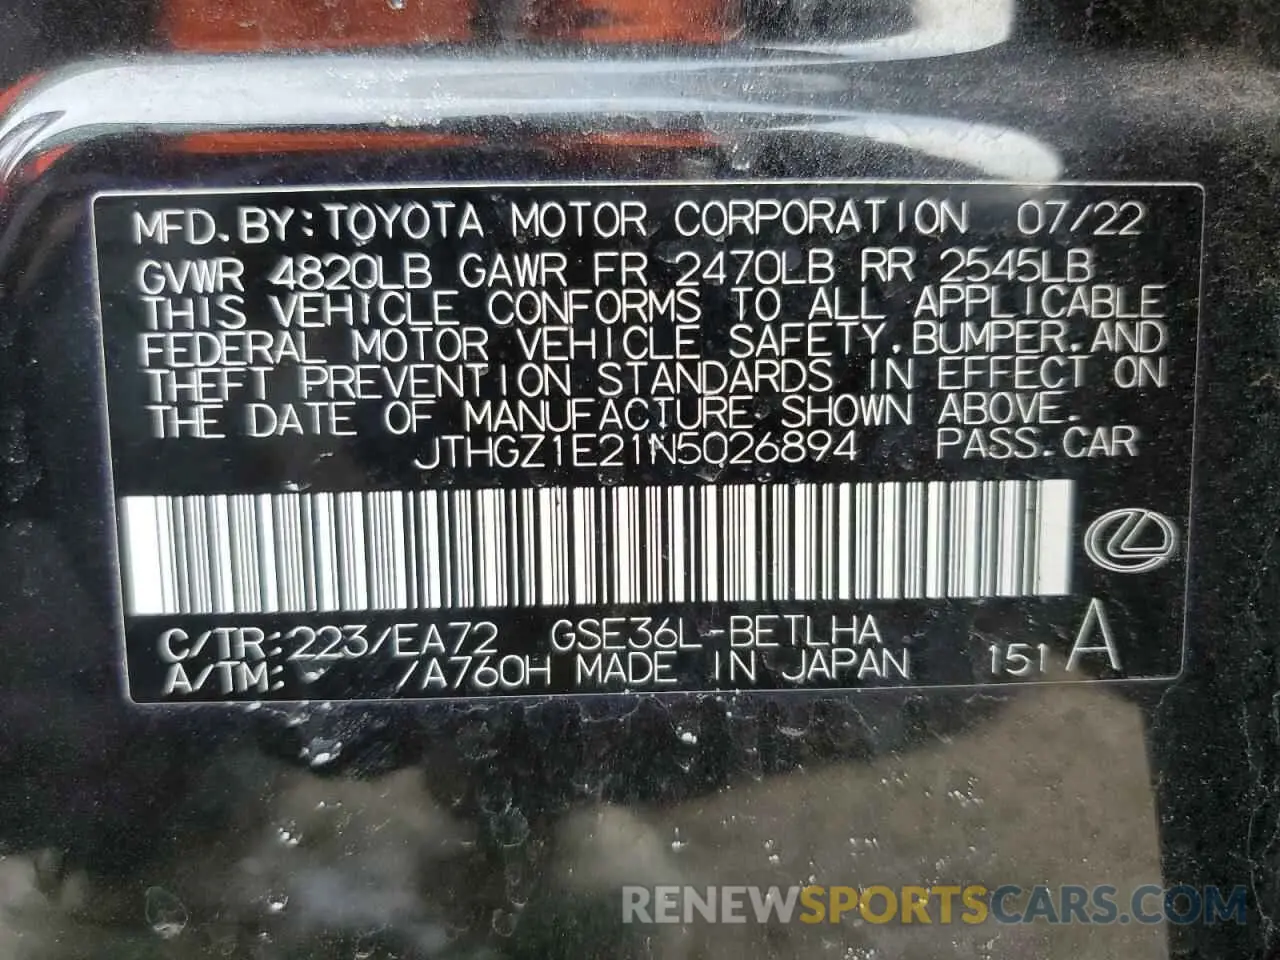 MFD.BY:TOYOTA MOTOR CORPORATION 07/22
GVWR 4820LB GAWR FR 2470LB RR 2545LB
THIS VEHICLE CONFORMS TO ALL APPLICABLE
FEDERAL MOTOR VEHICLE SAFETY.BUMPER.AND
THEFT PREVENTION STANDARDS IN EFFECT ON
THE DATE OF MANUFACTURE SHOWN ABOVE.
JTHGZ1E21N5026894 PASS.CAR
C/TR:223/EA72 GSE36L-BETLHA
A/TM:- /A760H MADE IN JAPAN 151 A
RENEWSPORTSCARS.COM